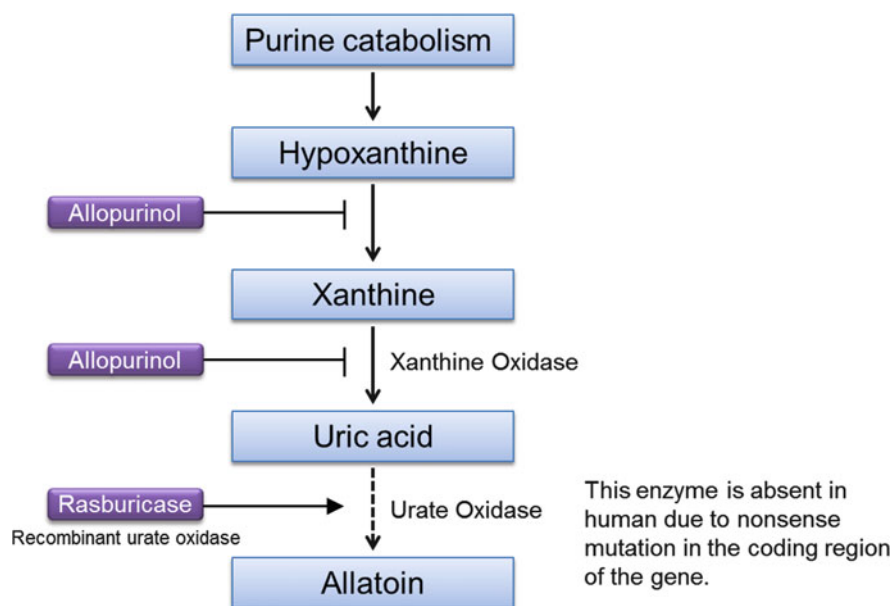 Purine catabolism
Hypoxanthine
Allopurinol
Xanthine
Allopurinol
Xanthine Oxidase
Uric acid
Rasburicase
Recombinant urate oxidase
Urate Oxidase
This enzyme is absent in
human due to nonsense
mutation in the coding region
of the gene.
Allatoin